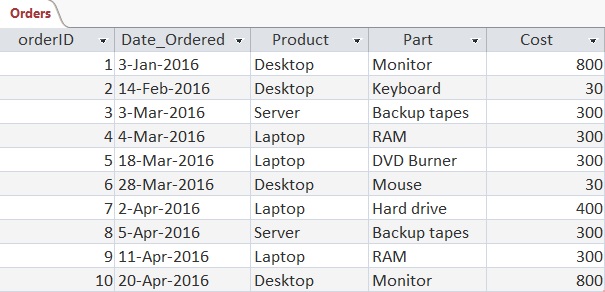 Orders
orderID Date_Ordered Product Part Cost
1 3-Jan-2016 Desktop Monitor 800
2 14-Feb-2016 Desktop Keyboard 30
3 3-Mar-2016 Server Backup tapes 300
4 4-Mar-2016 Laptop RAM 300
5 18-Mar-2016 Laptop DVD Burner 300
6 28-Mar-2016 Desktop Mouse 30
7 2-Apr-2016 Laptop Hard drive 400
8 5-Apr-2016 Server Backup tapes 300
9 11-Apr-2016 Laptop RAM 300
10 20-Apr-2016 Desktop Monitor 800